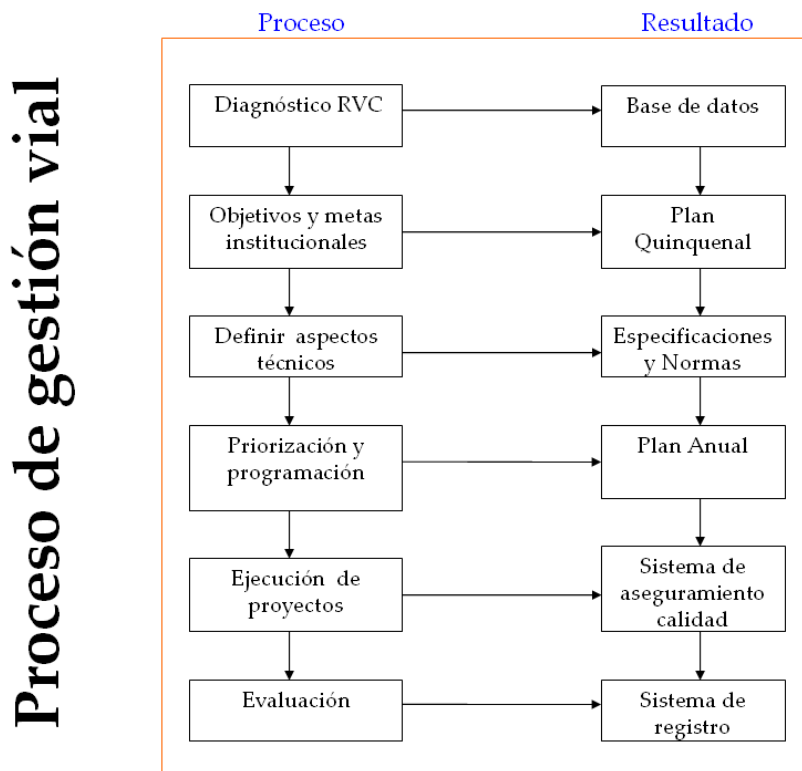 Proceso de gestión vial
Proceso
Resultado
Diagnóstico RVC
Base de datos
Objetivos y metas
institucionales
Plan
Quinquenal
Definir aspectos
técnicos
Especificaciones
y Normas
Priorización y
programación
Plan Anual
Ejecución de
proyectos
Sistema de
aseguramiento
calidad
Evaluación
Sistema de
registro